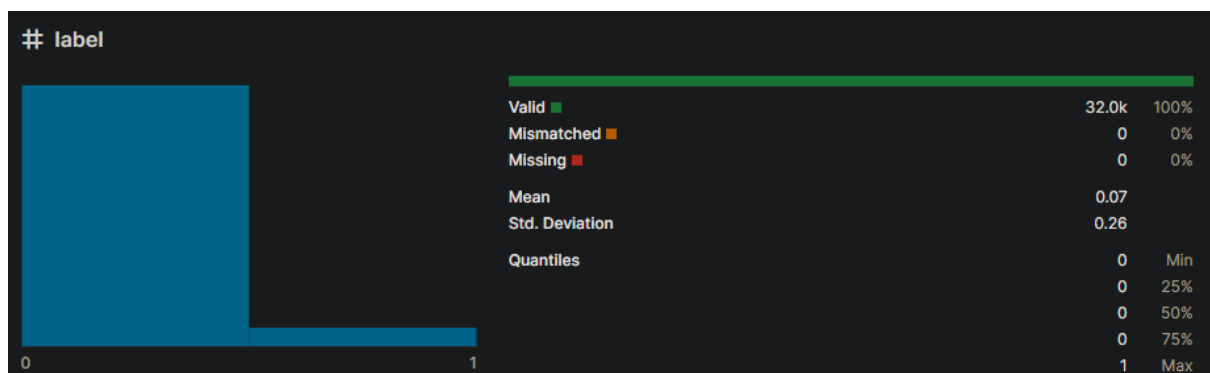 # label
Valid 32.0k 100%
Mismatched 0 0%
Missing 0 0%
Mean 0.07
Std. Deviation 0.26
Quantiles 0 Min
0 25%
0 50%
0 75%
0 1 1 Max